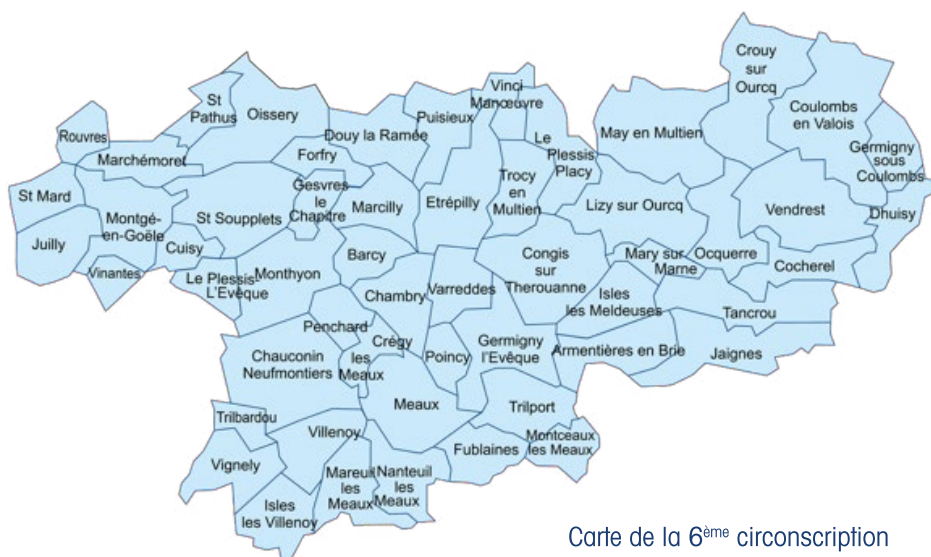 Crouy
sur
Ourcq
Vinci
Manœuvre
St
Pathus
Oissery
Puisieux
Coulombs
en Valois
Rouvres
Douy la Ramée
Le
Plessis
Placy
May en Multien
Marchémoret
Forfry
Germigny
sous
Coulombs
St Mard
Gesvres
le
Chapitre
Marcilly
Etrépilly
Trocy
en
Multien
Lizy sur Ourcq
Vendrest
Dhuisy
Montgé-
en-Goële
St Soupplets
Juilly
Cuisy
Barcy
Congis
sur
Therouanne
Mary sur
Marne
Ocquerre
Cocherel
Vinantes
Le Plessis-
L'Evêque
Monthyon
Chambry
Varreddes
Isles
les Meldeuses
Tancrou
Penchard
Crégy
les
Meaux
Chauconin
Neufmontiers
Poincy
Germigny
l'Evêque
Armentières en Brie
Jaignes
Meaux
Trilport
Trilbardou
Villenoy
Montceaux
les Meaux
Fublaines
Vignely
Mareuil
les
Meaux
Nanteuil
les
Meaux
Isles
les Villenoy
Carte de la 6ème circonscription